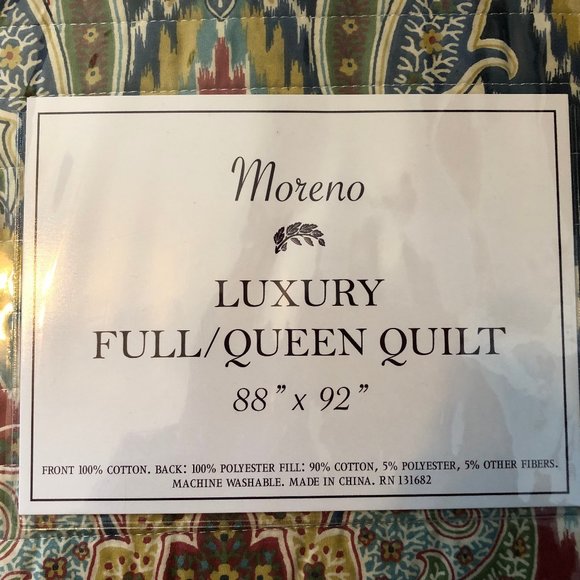 Moreno
LUXURY
FULL/QUEEN QUILT
88” x 92”
FRONT 100% COTTON. BACK: 100% POLYESTER FILL: 90% COTTON, 5% POLYESTER, 5% OTHER FIBERS.
MACHINE WASHABLE. MADE IN CHINA. RN 131682